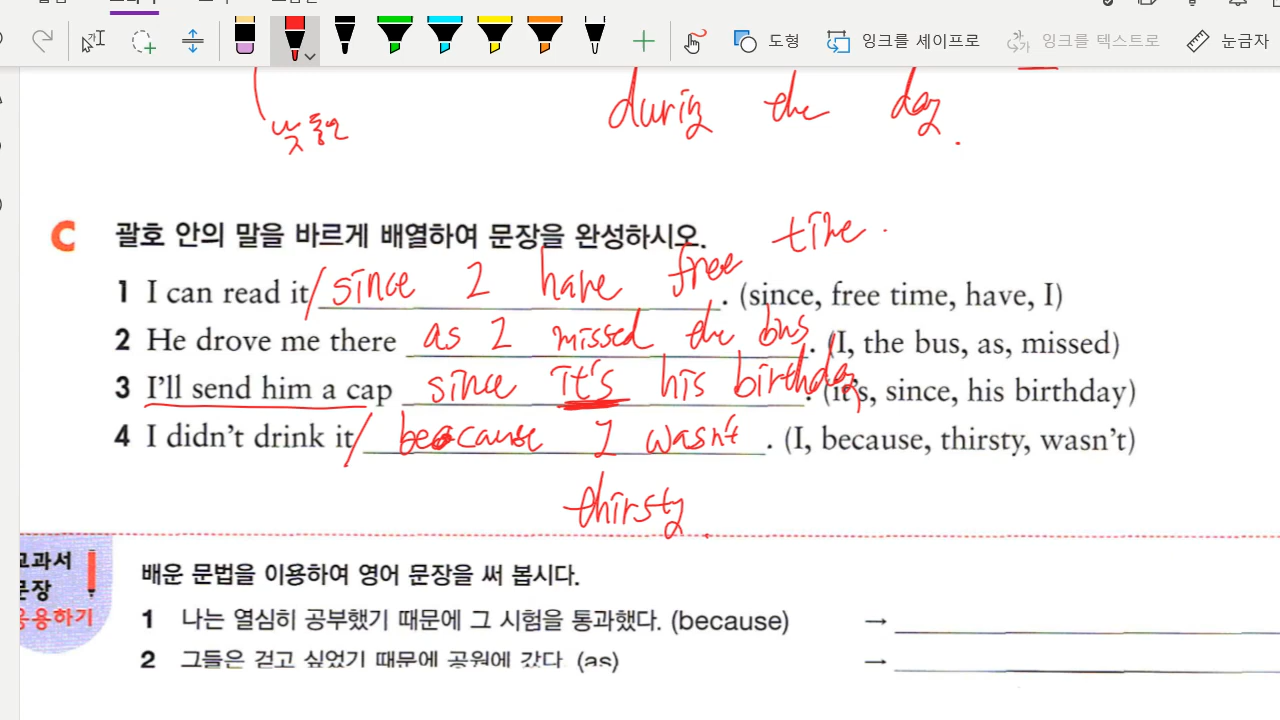 도형 잉크를 셰이프로 잉크를 텍스트로 눈금자
낮 동안 during the day.
C 괄호 안의 말을 바르게 배열하여 문장을 완성하시오.
1 I can read it / since I have free time. (since, free time, have, I)
2 He drove me there as I missed the bus. (I, the bus, as, missed)
3 I'll send him a cap since it's his birthday. (it's, since, his birthday)
4 I didn't drink it / because I wasn't thirsty. (I, because, thirsty, wasn't)
교과서
문장
응용하기
배운 문법을 이용하여 영어 문장을 써 봅시다.
1 나는 열심히 공부했기 때문에 그 시험을 통과했다. (because) →
2 그들은 걷고 싶었기 때문에 공원에 갔다. (as) →